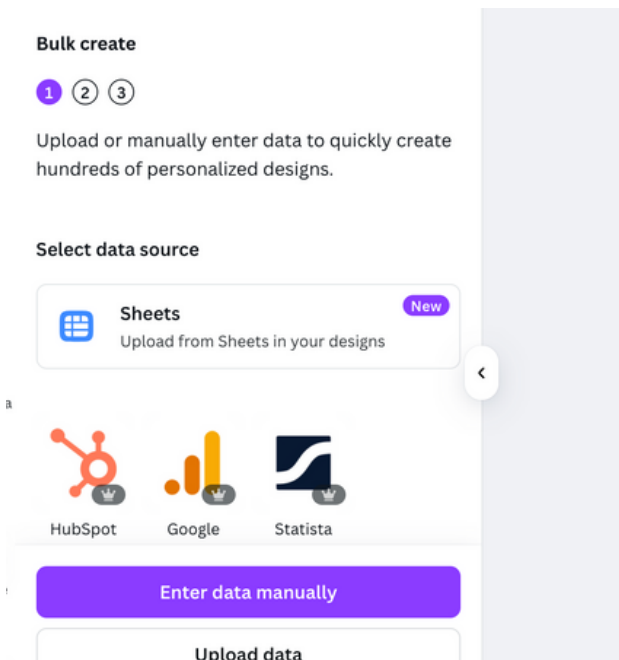 Bulk create
1 2 3
Upload or manually enter data to quickly create
hundreds of personalized designs.
Select data source
Sheets
New
Upload from Sheets in your designs
a
HubSpot
Google
Statista
Enter data manually
Upload data